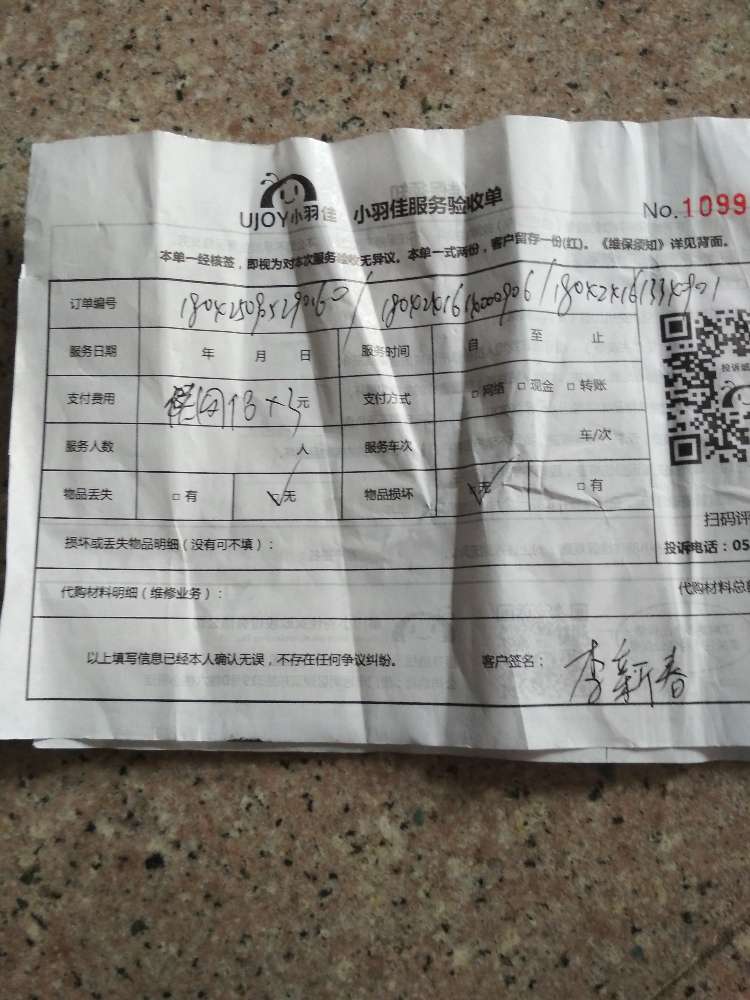 UJOY小羽佳 小羽佳服务验收单
No.1099
本单一经核签，即视为对本次服务验收无异议。本单一式两份，客户留存一份(红)。《维保须知》详见背面。
订单编号
服务日期 年 月 日 服务时间 自 至 止
投诉
支付费用 元 支付方式 □网络 □现金 □转账
服务人数 人 服务车次 车/次
物品丢失 □有 □无 物品损坏 □无 □有
扫码评
损坏或丢失物品明细（没有可不填）：
投诉电话：05
代购材料明细（维修业务）：
代购材料总
以上填写信息已经本人确认无误，不存在任何争议纠纷。 客户签名： 李新春